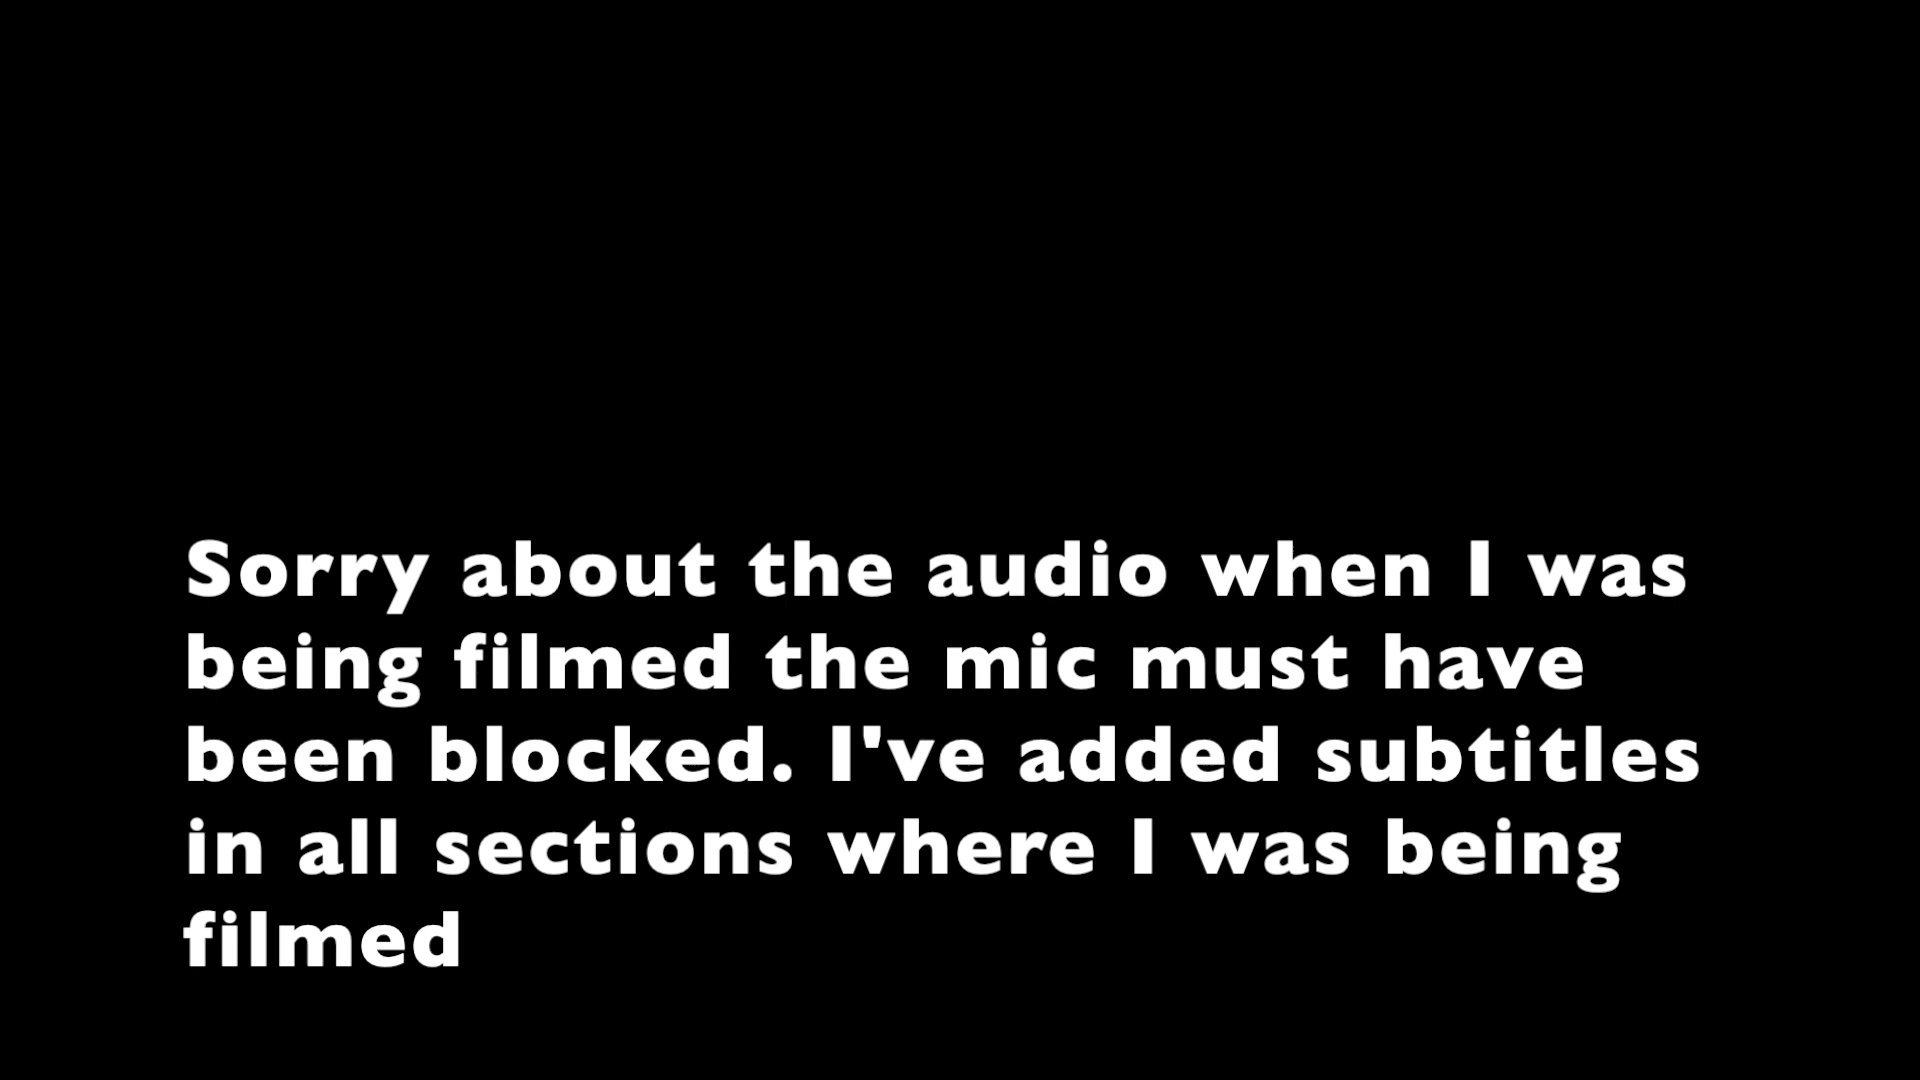 Sorry about the audio when I was
being filmed the mic must have
been blocked. I've added subtitles
in all sections where I was being
filmed